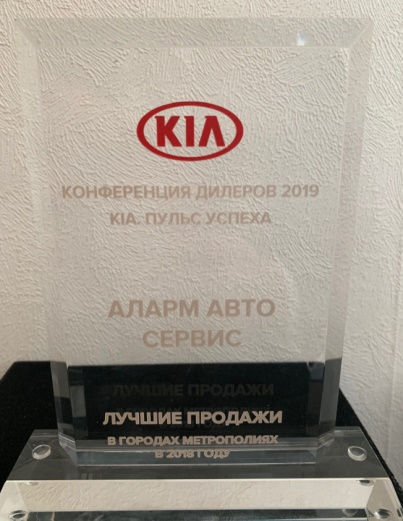 KIA
КОНФЕРЕНЦИЯ ДИЛЕРОВ 2019
KIA. ПУЛЬС УСПЕХА
АЛАРМ АВТО
СЕРВИС
ЛУЧШИЕ ПРОДАЖИ
В ГОРОДАХ МЕТРОПОЛИЯХ
В 2018 ГОДУ